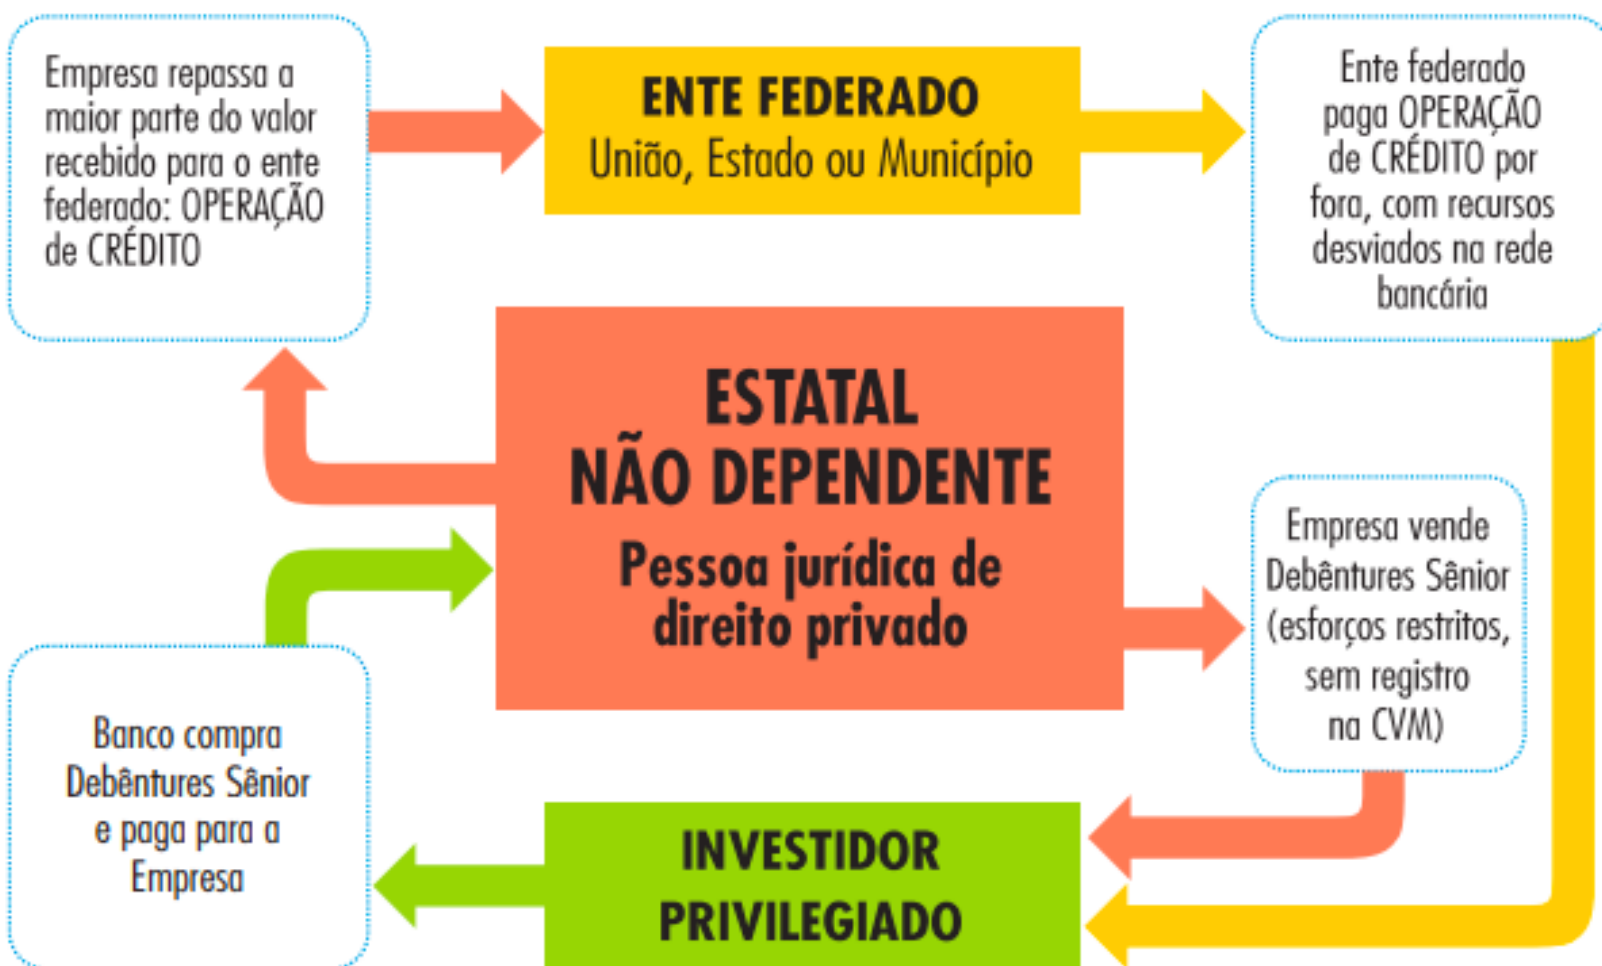 Empresa repassa a
maior parte do valor
recebido para o ente
federado: OPERAÇÃO
de CRÉDITO
ENTE FEDERADO
União, Estado ou Município
Ente federado
paga OPERAÇÃO
de CRÉDITO por
fora, com recursos
desviados na rede
bancária
ESTATAL
NÃO DEPENDENTE
Pessoa jurídica de
direito privado
Empresa vende
Debêntures Sênior
(esforços restritos,
sem registro
na CVM)
Banco compra
Debêntures Sênior
e paga para a
Empresa
INVESTIDOR
PRIVILEGIADO